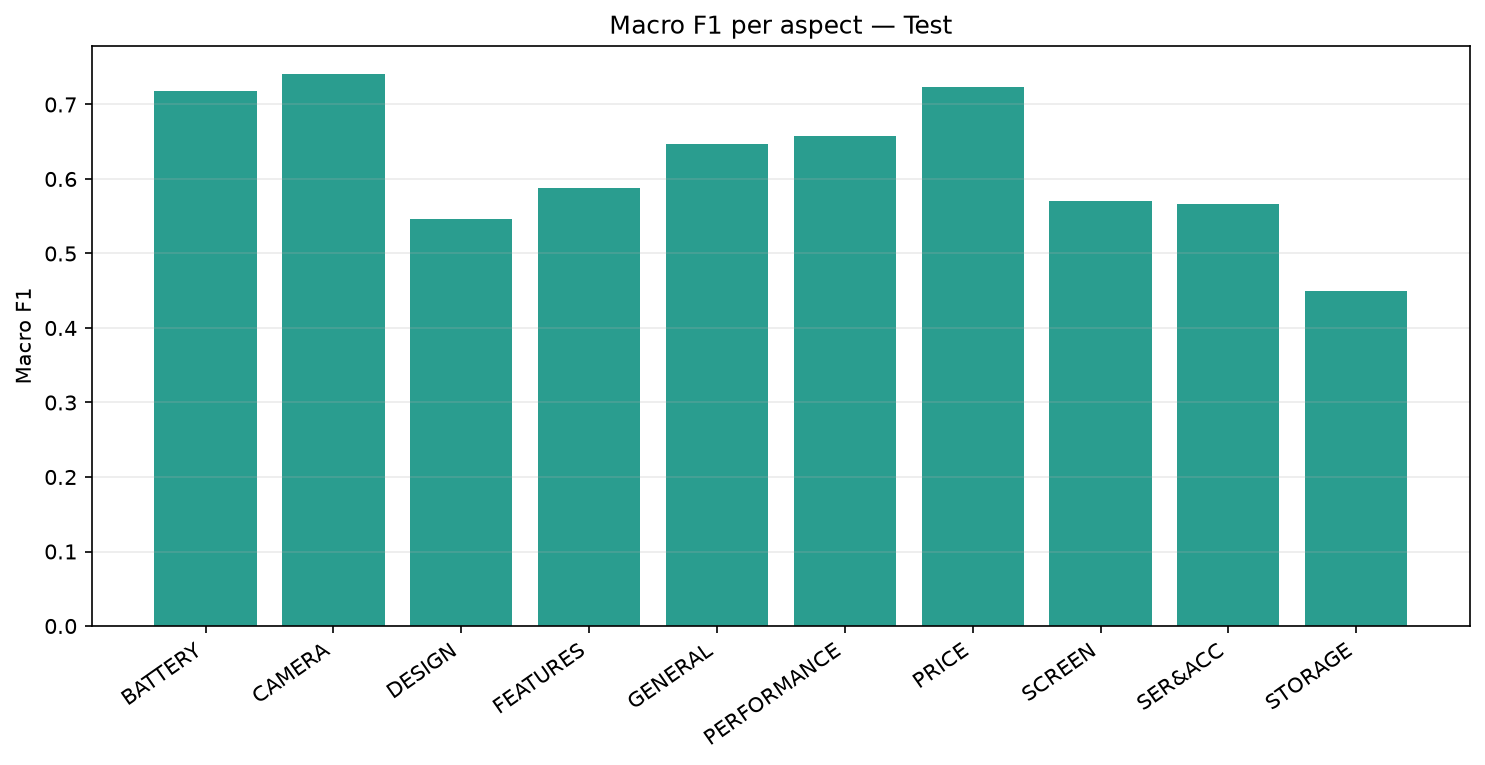 Macro F1 per aspect — Test
Macro F1
0.7
0.6
0.5
0.4
0.3
0.2
0.1
0.0
BATTERY
CAMERA
DESIGN
FEATURES
GENERAL
PERFORMANCE
PRICE
SCREEN
SER&ACC
STORAGE